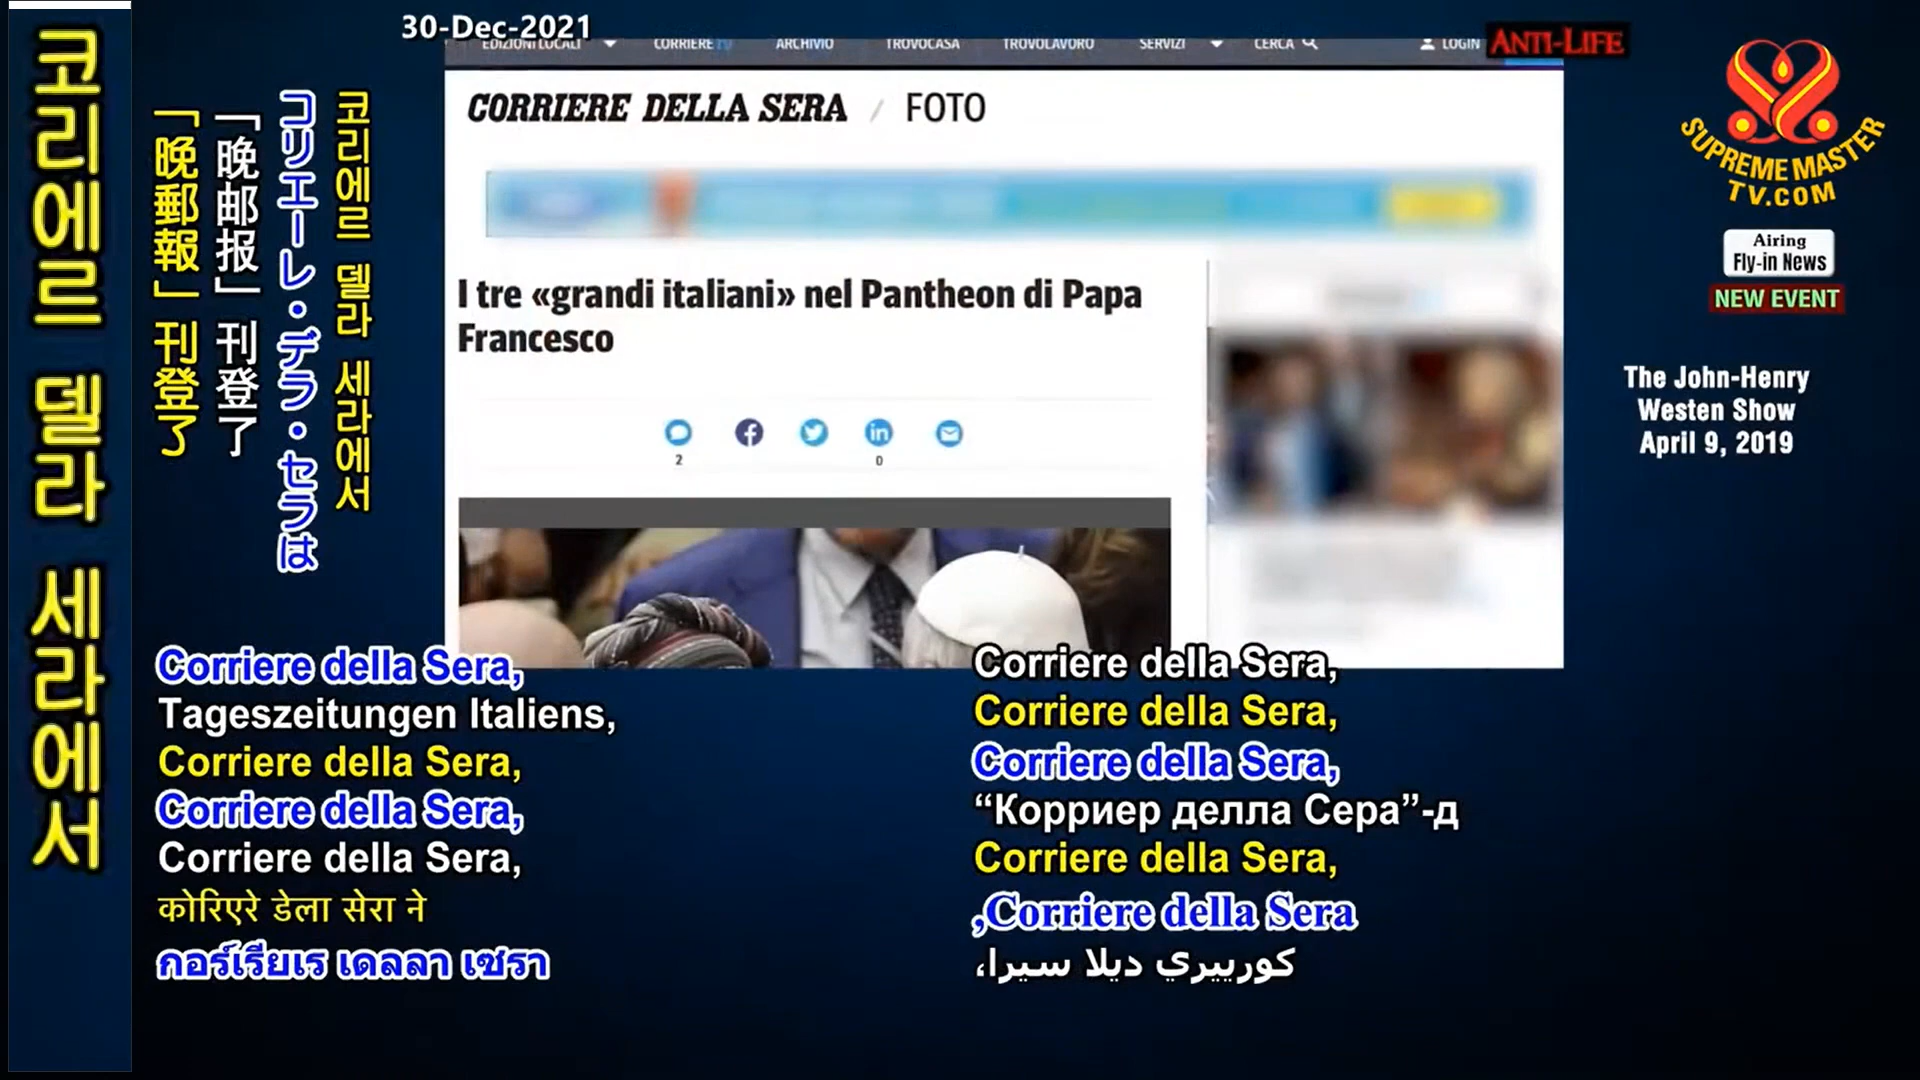 코리에르 델라 세라에서
30-Dec-2021
EDIZIONI LOCALI
CORRIERE TV
ARCHIVIO
TROVOCASA
TROVOLAVORO
SERVIZI
CERCA
LOGIN
ANTI-LIFE
CORRIERE DELLA SERA / FOTO
I tre «grandi italiani» nel Pantheon di Papa
Francesco
2
0
코리에르 델라 세라에서
コリエーレ・デラ・セラは
「晚邮报」刊登了
「晚郵報」刊登了
SUPREME MASTER
TV.COM
Airing
Fly-in News
NEW EVENT
The John-Henry
Westen Show
April 9, 2019
Corriere della Sera,
Tageszeitungen Italiens,
Corriere della Sera,
Corriere della Sera,
Corriere della Sera,
कोरिएरे डेला सेरा ने
กอร์เรียเร เดลลา เซรา
Corriere della Sera,
Corriere della Sera,
Corriere della Sera,
“Корриер делла Сера”-д
Corriere della Sera,
,Corriere della Sera
كورييري ديلا سيرا،